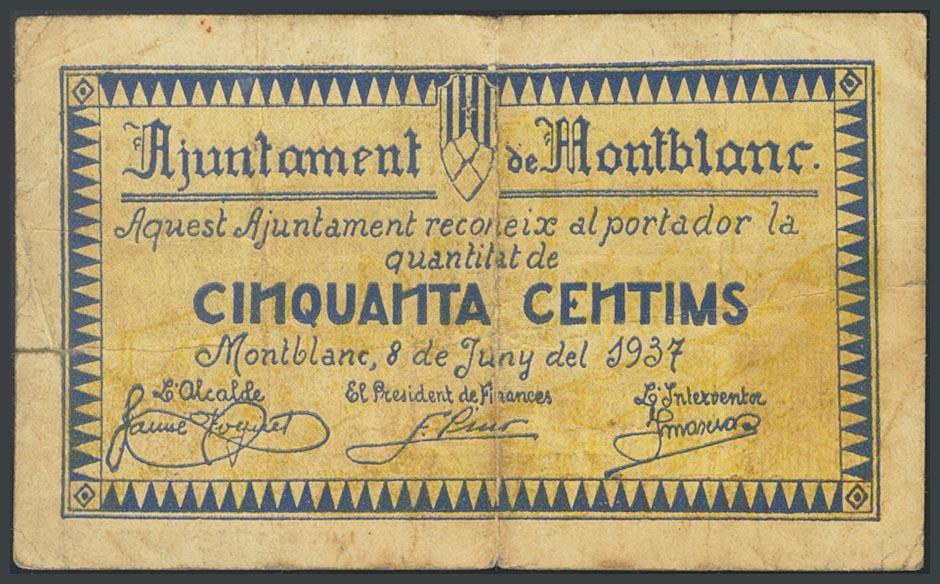 Ajuntament de Montblanc.
Aquest Ajuntament reconeix al portador la
quantitat de
CINQUANTA CENTIMS
Montblanc, 8 de Juny del 1937
L'Alcalde El President de Finances L'Interventor
Jaume